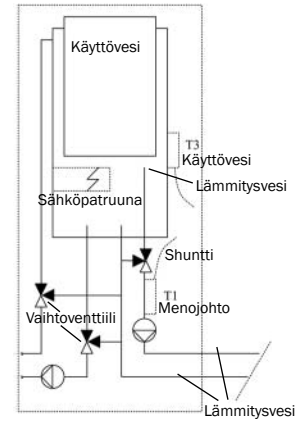 Käyttövesi
T3
Käyttövesi
Lämmitysvesi
Sähköpatruuna
Shuntti
T1
Menojohto
Vaihtoventtiili
Lämmitysvesi